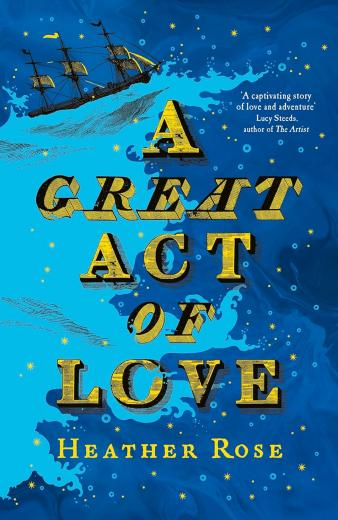 'A captivating story
of love and adventure'
Lucy Steeds,
author of The Artist
A
GREAT
ACT
OF
LOVE
HEATHER ROSE